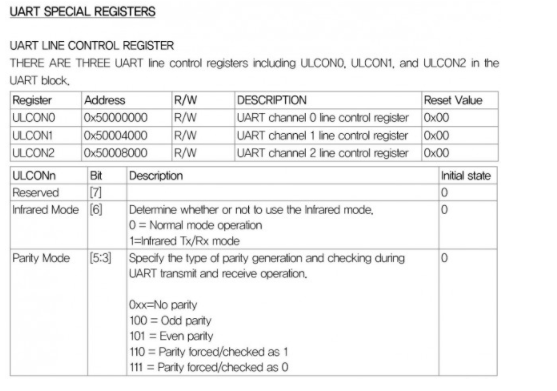 UART SPECIAL REGISTERS
UART LINE CONTROL REGISTER
THERE ARE THREE UART line control registers including ULCON0, ULCON1, and ULCON2 in the
UART block.
Register Address R/W DESCRIPTION Reset Value
ULCON0 0x50000000 R/W UART channel 0 line control register 0x00
ULCON1 0x50004000 R/W UART channel 1 line control register 0x00
ULCON2 0x50008000 R/W UART channel 2 line control register 0x00
ULCONn Bit Description Initial state
Reserved [7] 0
Infrared Mode [6] Determine whether or not to use the Infrared mode. 0
0 = Normal mode operation
1=Infrared Tx/Rx mode
Parity Mode [5:3] Specify the type of parity generation and checking during 0
UART transmit and receive operation.
0xx=No parity
100 = Odd parity
101 = Even parity
110 = Parity forced/checked as 1
111 = Parity forced/checked as 0